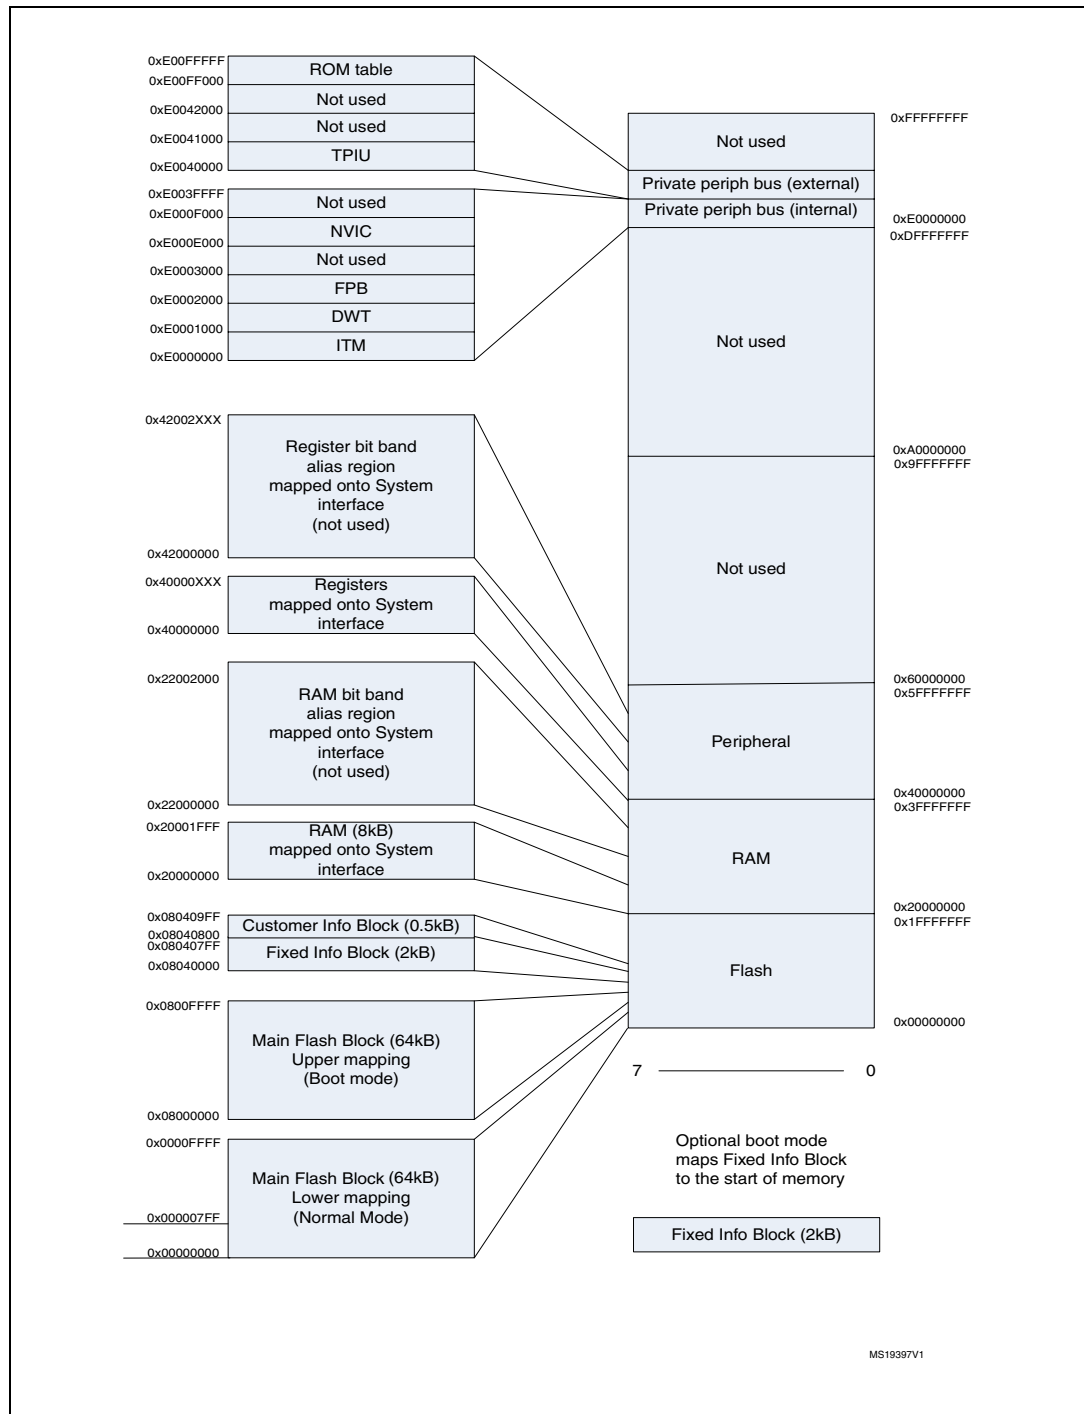 0xE00FFFFF
ROM table
0xE00FF000
Not used
0xE0042000
Not used
0xE0041000
TPIU
0xE0040000
0xE003FFFF
Not used
0xE000F000
NVIC
0xE000E000
Not used
0xE0003000
FPB
0xE0002000
DWT
0xE0001000
ITM
0xE0000000
0x42002XXX
Register bit band
alias region
mapped onto System
interface
(not used)
0x42000000
0x40000XXX
Registers
mapped onto System
interface
0x40000000
0x22002000
RAM bit band
alias region
mapped onto System
interface
(not used)
0x22000000
0x20001FFF
RAM (8kB)
mapped onto System
interface
0x20000000
0x080409FF
Customer Info Block (0.5kB)
0x08040800
0x080407FF
Fixed Info Block (2kB)
0x08040000
0x0800FFFF
Main Flash Block (64kB)
Upper mapping
(Boot mode)
0x08000000
0x0000FFFF
Main Flash Block (64kB)
Lower mapping
(Normal Mode)
0x000007FF
0x00000000
0xFFFFFFFF
Not used
Private periph bus (external)
Private periph bus (internal)
0xE0000000
0xDFFFFFFF
Not used
0xA0000000
0x9FFFFFFF
Not used
0x60000000
0x5FFFFFFF
Peripheral
0x40000000
0x3FFFFFFF
RAM
0x20000000
0x1FFFFFFF
Flash
0x00000000
7 0
Optional boot mode
maps Fixed Info Block
to the start of memory
Fixed Info Block (2kB)
MS19397V1